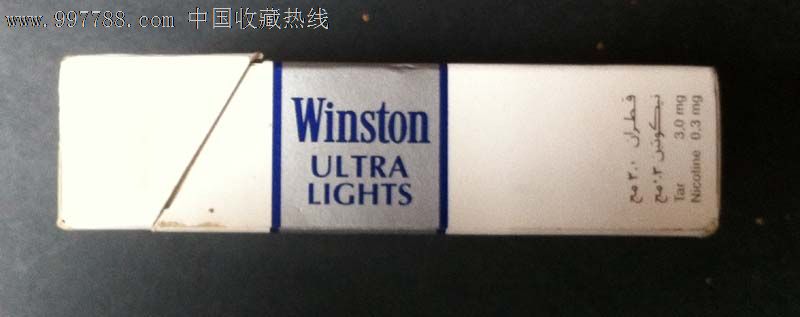 www.997788.com 中国收藏热线
Winston
ULTRA
LIGHTS
قطران ٣.٠ مج
نيكوتين ٠.٣ مج
Tar 3.0 mg
Nicotine 0.3 mg